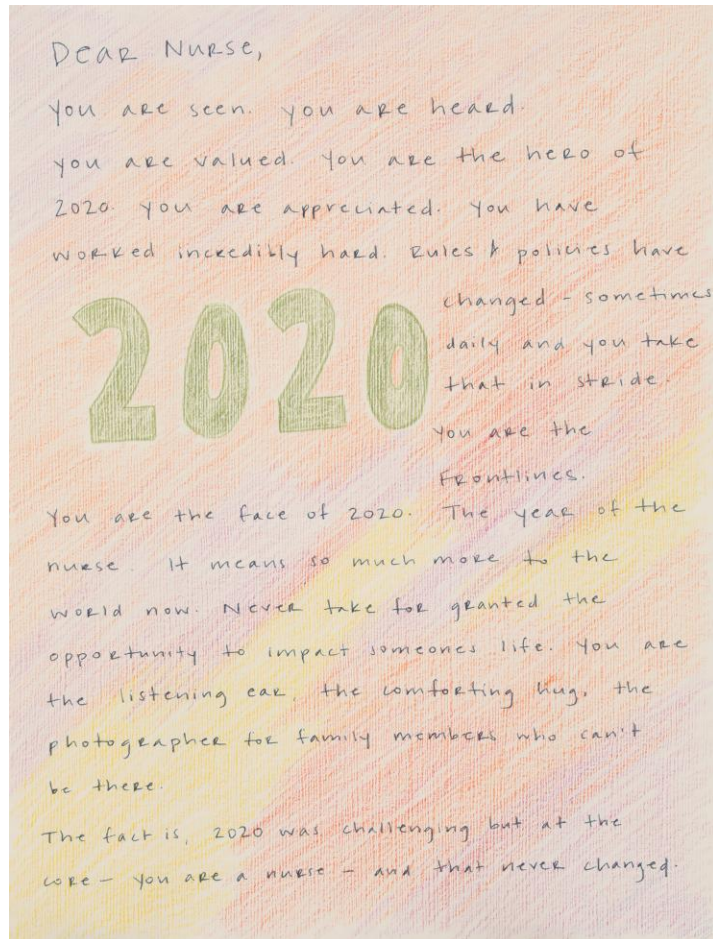 Dear Nurse,
you are seen. you are heard.
you are valued. You are the hero of
2020. you are appreciated. you have
worked incredibly hard. Rules & policies have
changed - sometimes
daily and you take
that in stride.
2020
You are the
Frontlines.
You are the face of 2020. The year of the
nurse. It means so much more to the
world now. Never take for granted the
opportunity to impact someones life. You are
the listening ear, the comforting hug, the
photographer for family members who can't
be there.
The fact is, 2020 was challenging but at the
core - you are a nurse - and that never changed.